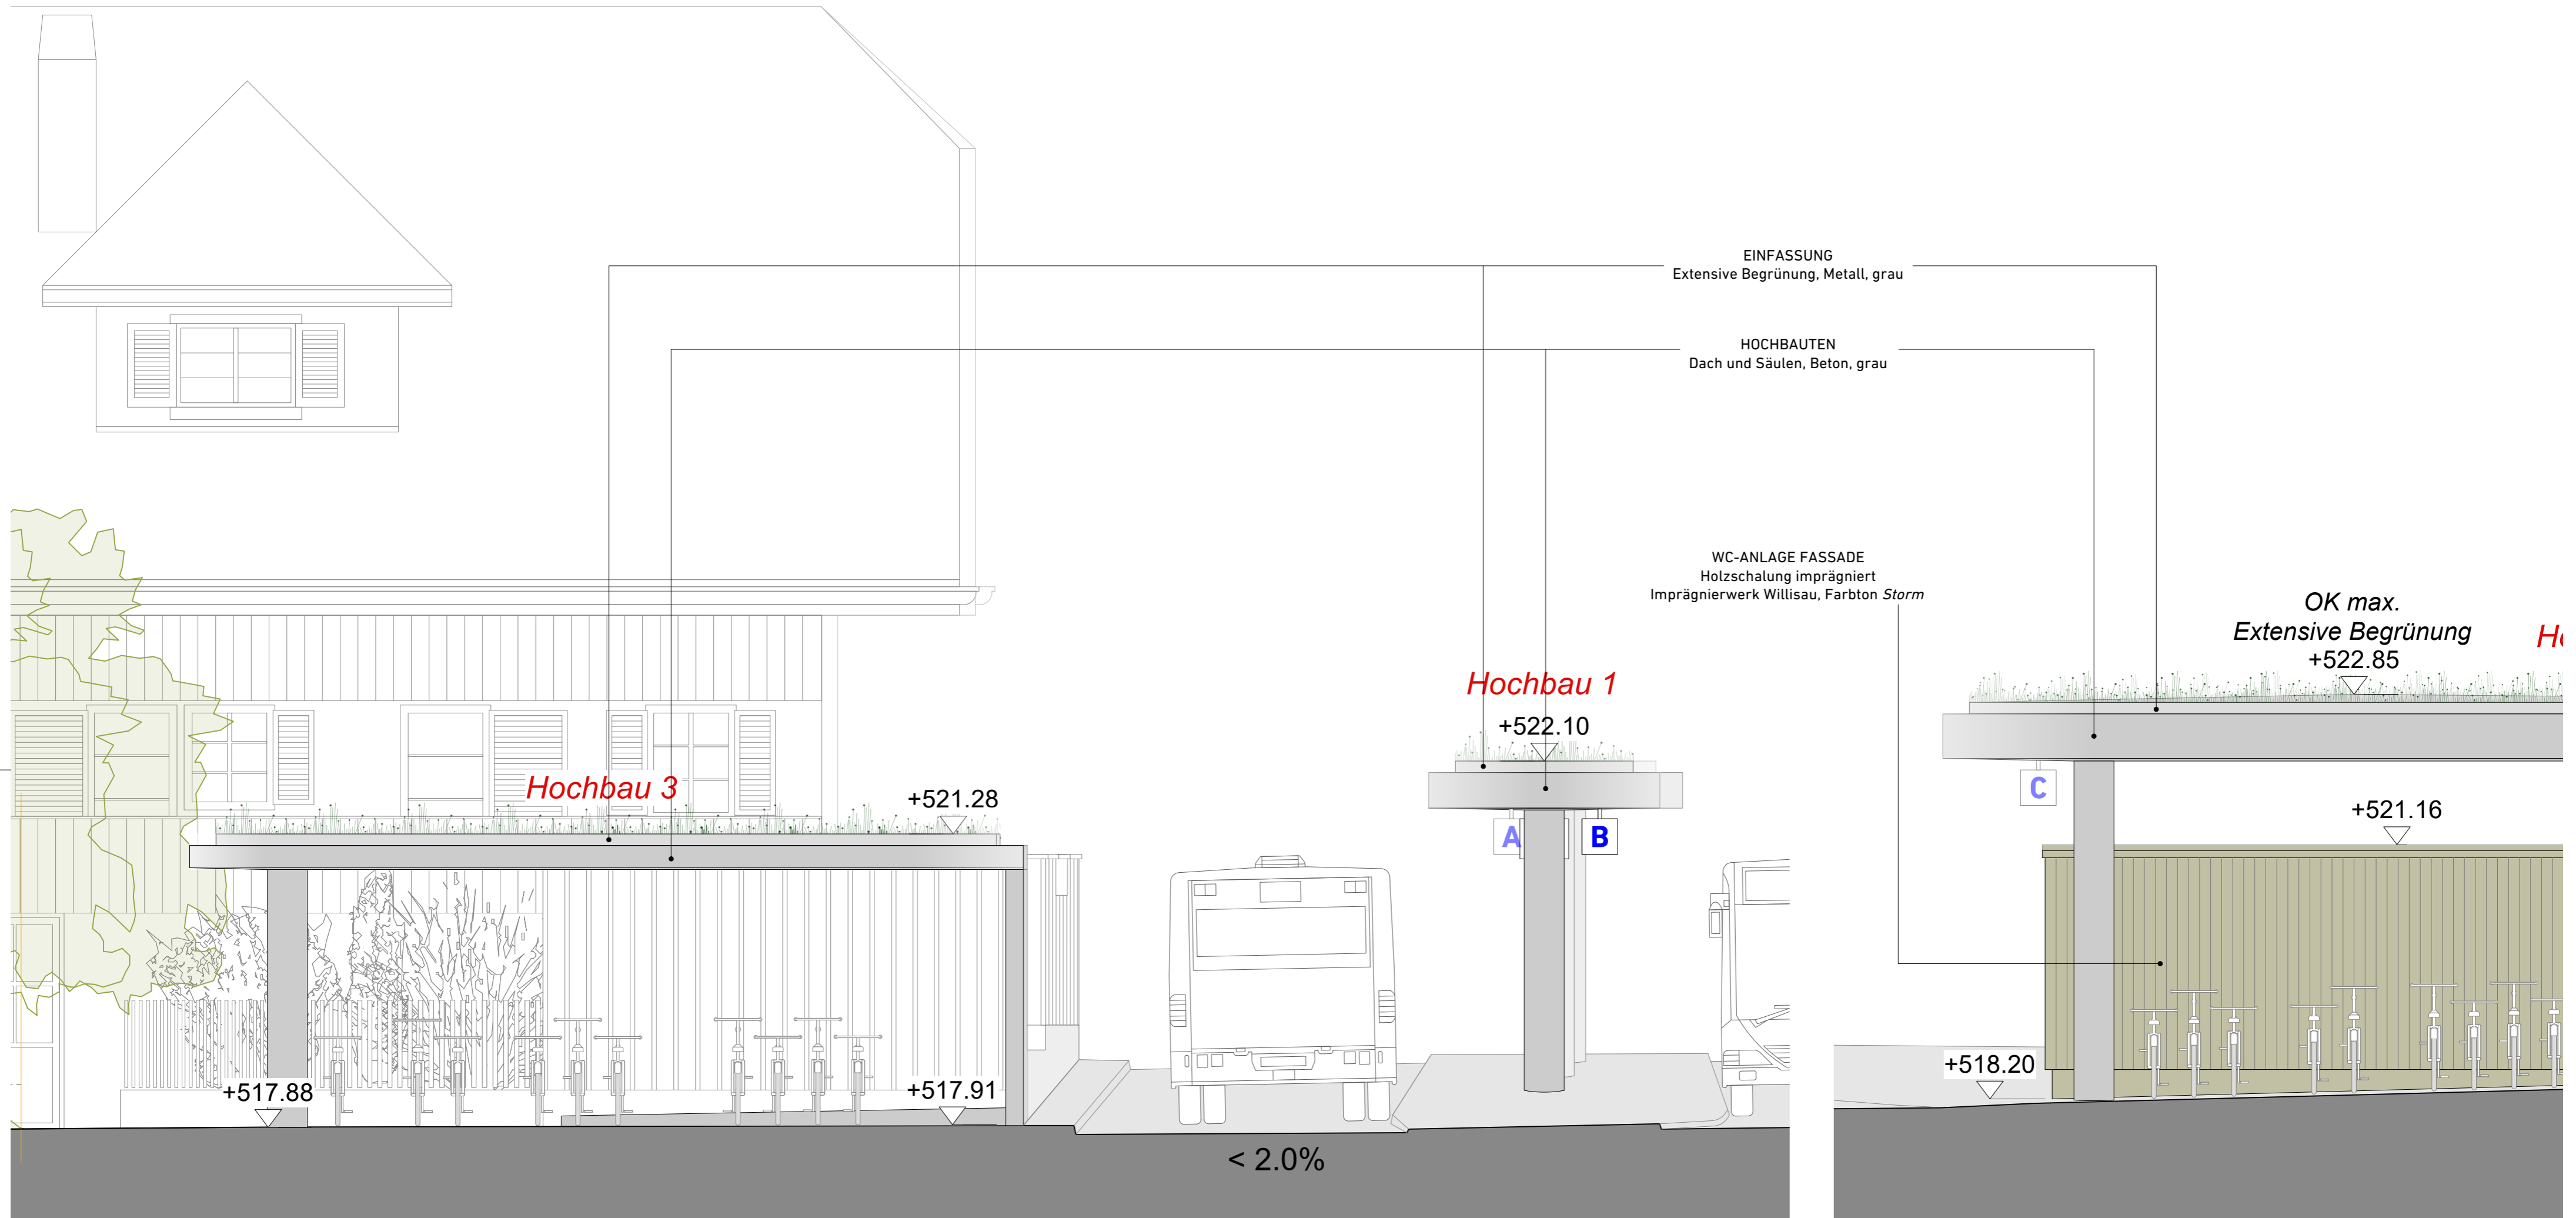 EINFASSUNG
Extensive Begrünung, Metall, grau
HOCHBAUTEN
Dach und Säulen, Beton, grau
WC-ANLAGE FASSADE
Holzschalung imprägniert
Imprägnierwerk Willisau, Farbton Storm
OK max.
Extensive Begrünung
+522.85
Hochbau 1
+522.10
Hochbau 3
+521.28
A
B
C
+521.16
+517.88
+517.91
+518.20
< 2.0%